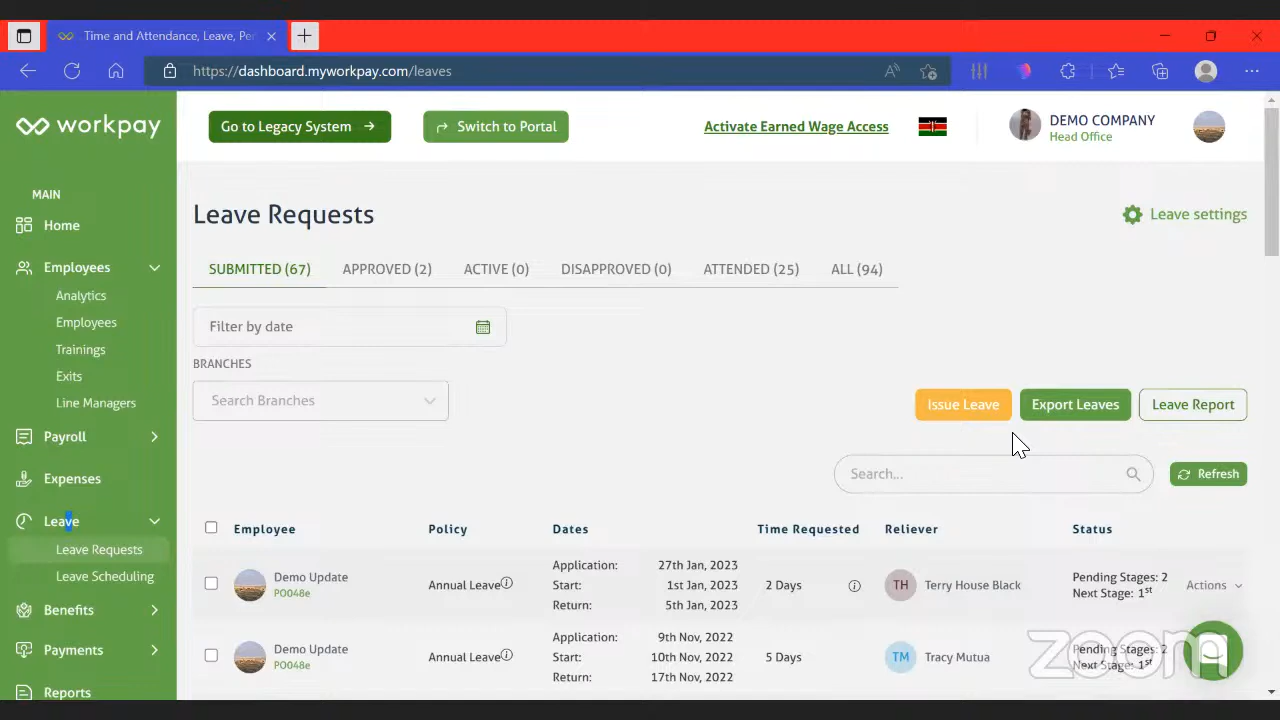 Time and Attendance, Leave, Pe
https://dashboard.myworkpay.com/leaves
workpay
Go to Legacy System
Switch to Portal
Activate Earned Wage Access
DEMO COMPANY
Head Office
MAIN
Home
Employees
Analytics
Employees
Trainings
Exits
Line Managers
Payroll
Expenses
Leave
Leave Requests
Leave Scheduling
Benefits
Payments
Reports
Leave Requests
Leave settings
SUBMITTED (67) APPROVED (2) ACTIVE (0) DISAPPROVED (0) ATTENDED (25) ALL (94)
Filter by date
BRANCHES
Search Branches
Issue Leave Export Leaves Leave Report
Search... Refresh
Employee Policy Dates Time Requested Reliever Status
Demo Update
PO048e
Annual Leave
Application: 27th Jan, 2023
Start: 1st Jan, 2023
Return: 5th Jan, 2023
2 Days
TH Terry House Black
Pending Stages: 2
Next Stage: 1st
Actions
Demo Update
PO048e
Annual Leave
Application: 9th Nov, 2022
Start: 10th Nov, 2022
Return: 17th Nov, 2022
5 Days
TM Tracy Mutua
Pending Stages: 2
Next Stage: 1st
zoom